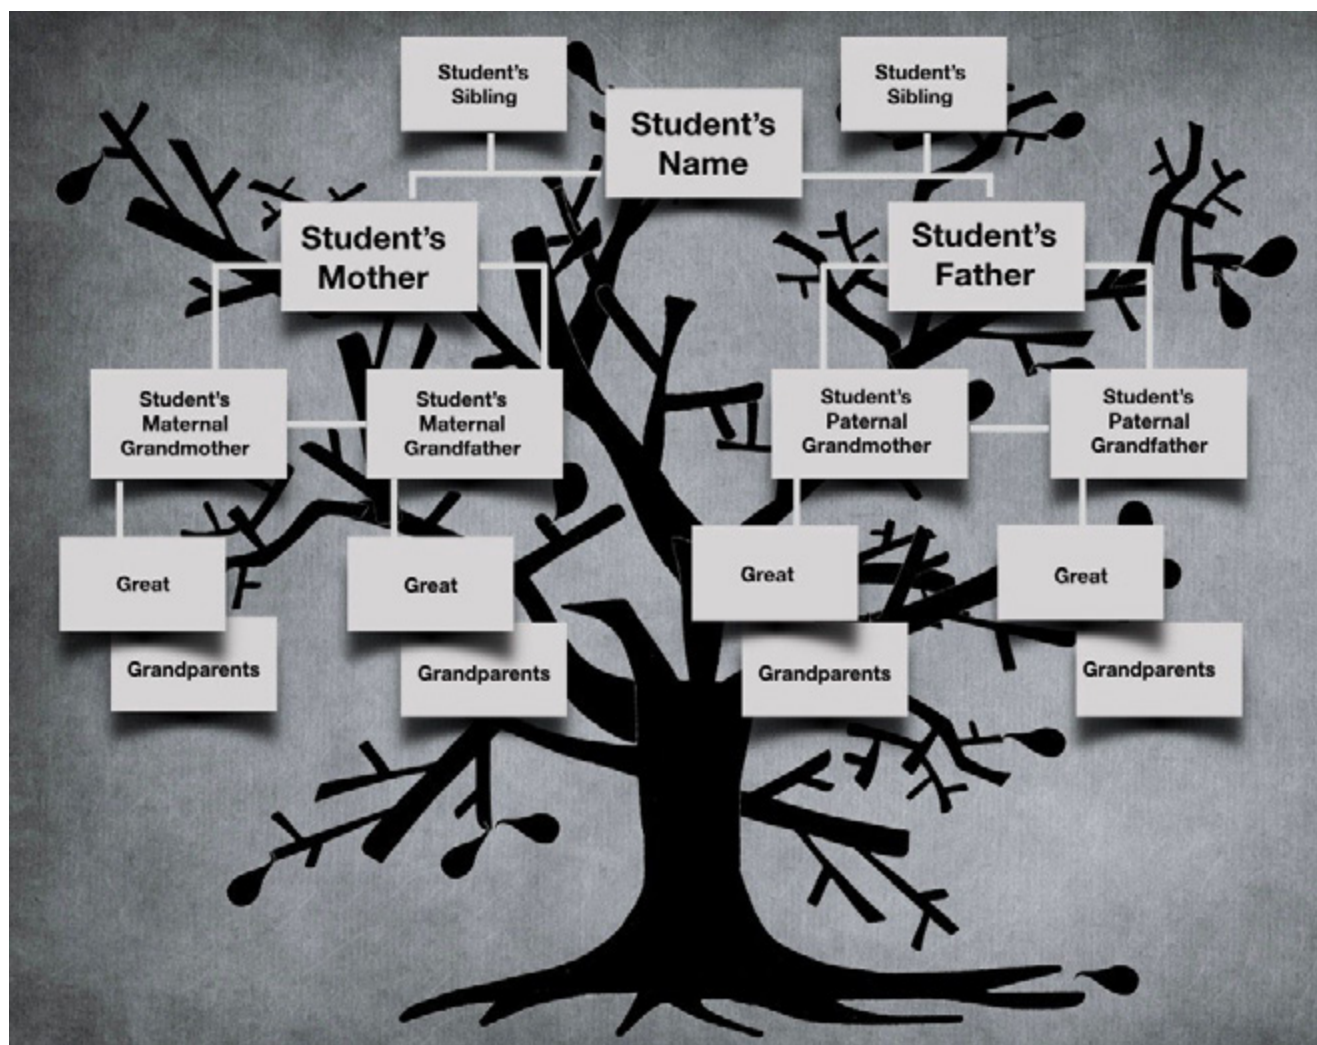 Student's
Sibling
Student's
Sibling
Student's
Name
Student's
Mother
Student's
Father
Student's
Maternal
Grandmother
Student's
Maternal
Grandfather
Student's
Paternal
Grandmother
Student's
Paternal
Grandfather
Great
Grandparents
Great
Grandparents
Great
Grandparents
Great
Grandparents